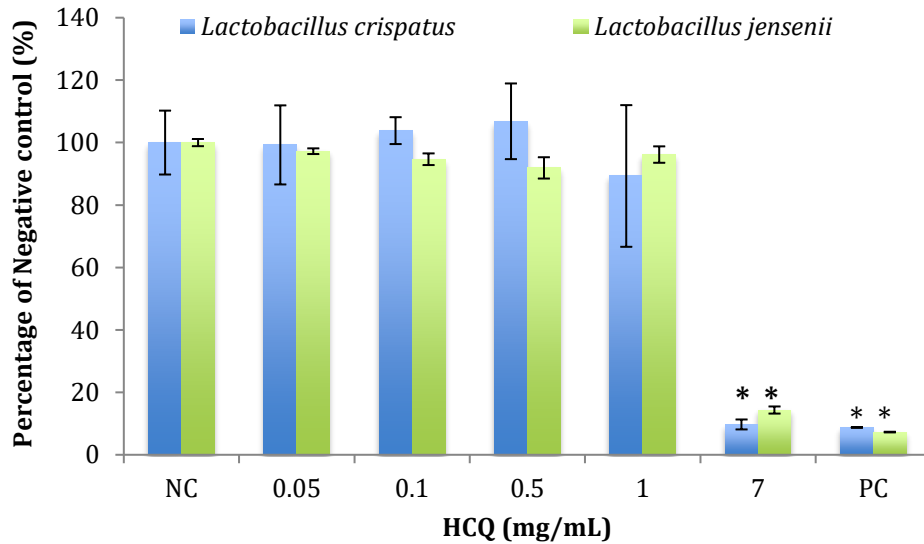 Lactobacillus crispatus
Lactobacillus jensenii
Percentage of Negative control (%)
140
120
100
80
60
40
20
0
* *
* *
NC 0.05 0.1 0.5 1 7 PC
HCQ (mg/mL)